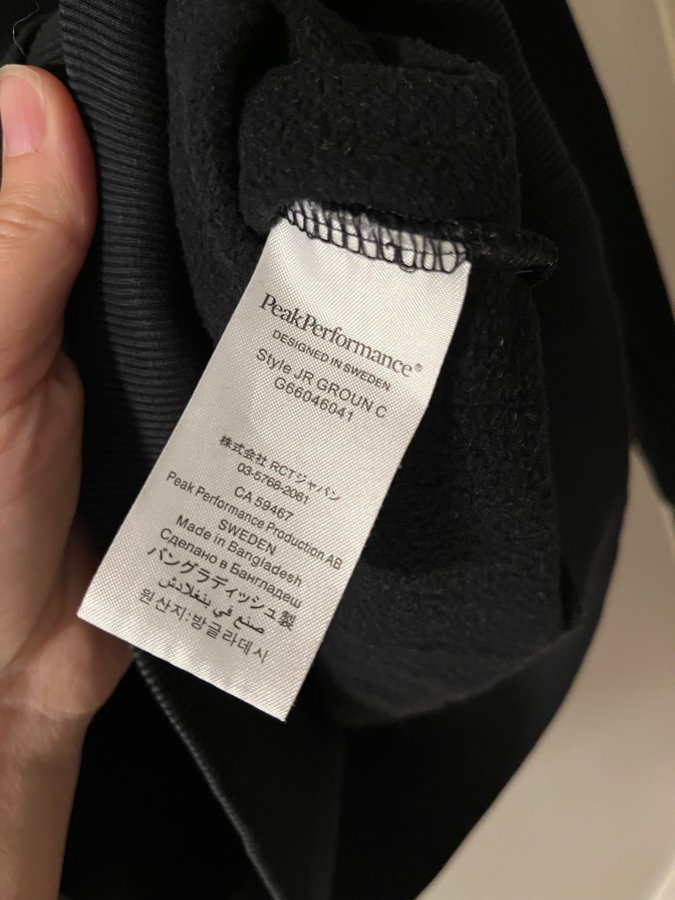 PeakPerformance®
DESIGNED IN SWEDEN
Style JR GROUN C
G66046041
株式会社 RCTジャパン
03-5768-2061
CA 59467
Peak Performance Production AB
SWEDEN
Made in Bangladesh
Сделано в Бангладеш
バングラディッシュ製
صنع في بنغلادش
원산지:방글라데시